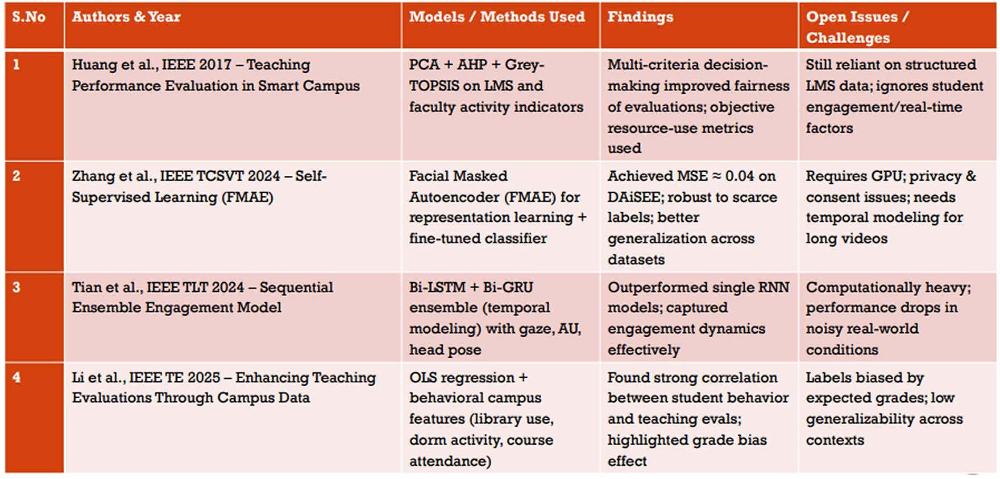 S.No
Authors & Year
Models / Methods Used
Findings
Open Issues /
Challenges
1
Huang et al., IEEE 2017 – Teaching
Performance Evaluation in Smart Campus
PCA + AHP + Grey-
TOPSIS on LMS and
faculty activity indicators
Multi-criteria decision-
making improved fairness
of evaluations; objective
resource-use metrics
used
Still reliant on structured
LMS data; ignores student
engagement/real-time
factors
2
Zhang et al., IEEE TCSVT 2024 – Self-
Supervised Learning (FMAE)
Facial Masked
Autoencoder (FMAE) for
representation learning +
fine-tuned classifier
Achieved MSE ≈ 0.04 on
DAiSEE; robust to scarce
labels; better
generalization across
datasets
Requires GPU; privacy &
consent issues; needs
temporal modeling for
long videos
3
Tian et al., IEEE TLT 2024 – Sequential
Ensemble Engagement Model
Bi-LSTM + Bi-GRU
ensemble (temporal
modeling) with gaze, AU,
head pose
Outperformed single RNN
models; captured
engagement dynamics
effectively
Computationally heavy;
performance drops in
noisy real-world
conditions
4
Li et al., IEEE TE 2025 – Enhancing Teaching
Evaluations Through Campus Data
OLS regression +
behavioral campus
features (library use,
dorm activity, course
attendance)
Found strong correlation
between student behavior
and teaching evals;
highlighted grade bias
effect
Labels biased by
expected grades; low
generalizability across
contexts